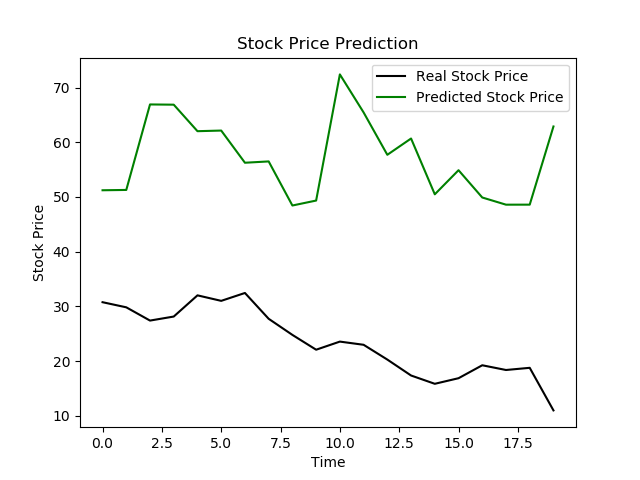 Stock Price Prediction
Real Stock Price
Predicted Stock Price
Stock Price
70
60
50
40
30
20
10
0.0 2.5 5.0 7.5 10.0 12.5 15.0 17.5
Time